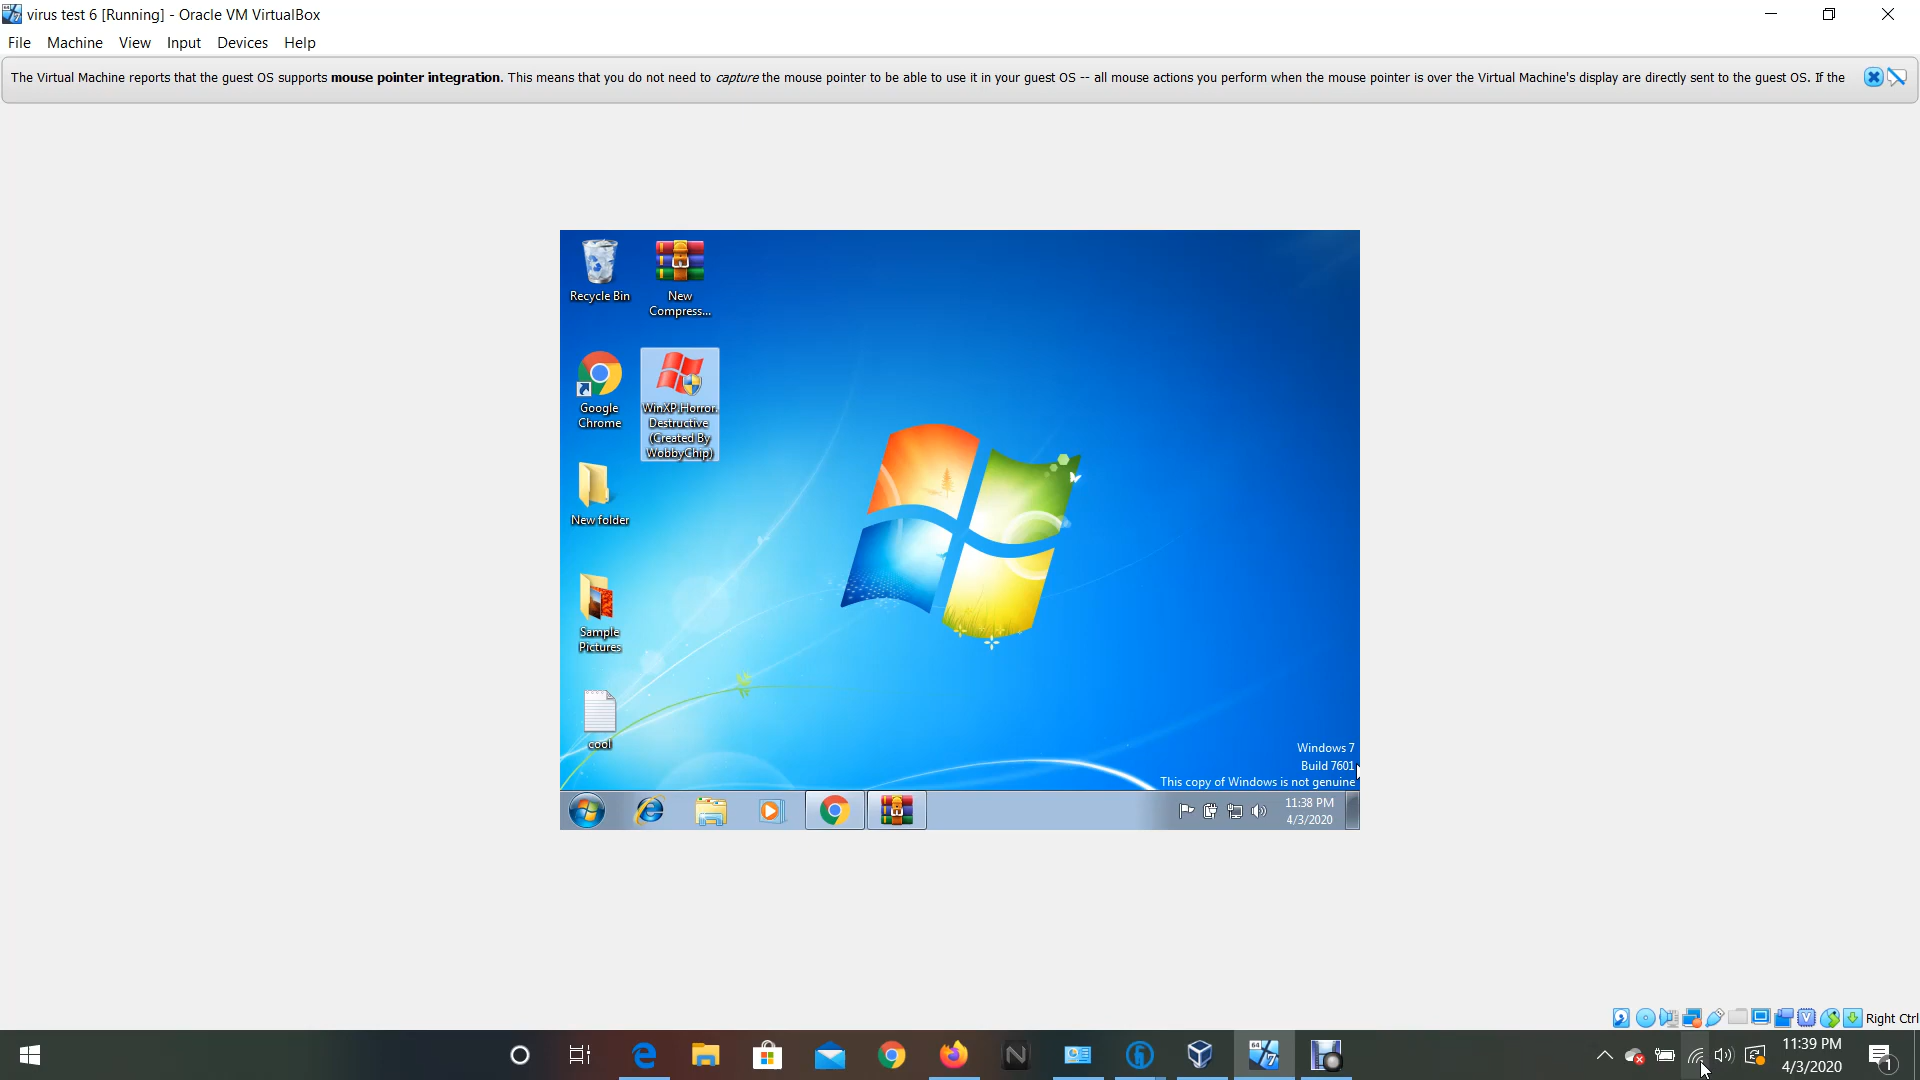 virus test 6 [Running] - Oracle VM VirtualBox
File Machine View Input Devices Help
The Virtual Machine reports that the guest OS supports mouse pointer integration. This means that you do not need to capture the mouse pointer to be able to use it in your guest OS -- all mouse actions you perform when the mouse pointer is over the Virtual Machine's display are directly sent to the guest OS. If the
Recycle Bin
New
Compress...
Google
Chrome
WinXP.Horror.
Destructive
(Created By
WobbyChip)
New folder
Sample
Pictures
cool
Windows 7
Build 7601
This copy of Windows is not genuine
11:38 PM
4/3/2020
Right Ctrl
11:39 PM
4/3/2020
1